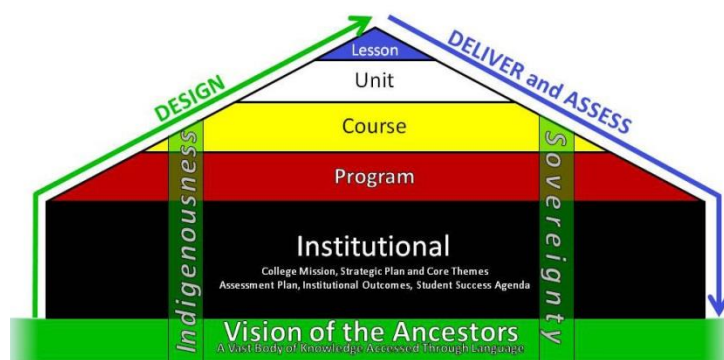 DESIGN
DELIVER and ASSESS
Lesson
Unit
Course
Program
Indigenousness
Sovereignty
Institutional
College Mission, Strategic Plan and Core Themes
Assessment Plan, Institutional Outcomes, Student Success Agenda
Vision of the Ancestors
A Vast Body of Knowledge Accessed Through Language